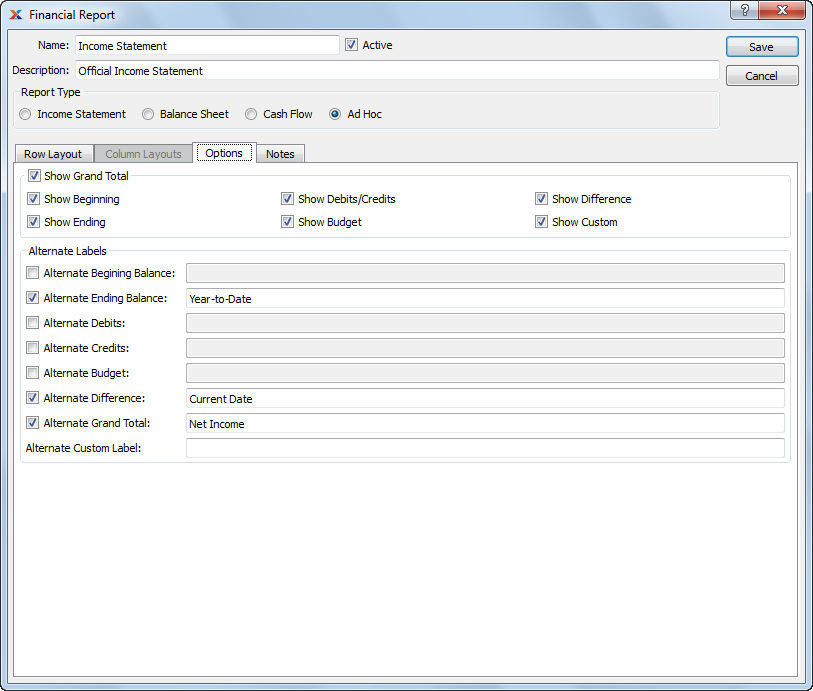 Financial Report
?
Name: Income Statement Active Save
Description: Official Income Statement Cancel
Report Type
Income Statement Balance Sheet Cash Flow Ad Hoc
Row Layout Column Layouts Options Notes
Show Grand Total
Show Beginning Show Debits/Credits Show Difference
Show Ending Show Budget Show Custom
Alternate Labels
Alternate Begining Balance:
Alternate Ending Balance: Year-to-Date
Alternate Debits:
Alternate Credits:
Alternate Budget:
Alternate Difference: Current Date
Alternate Grand Total: Net Income
Alternate Custom Label: